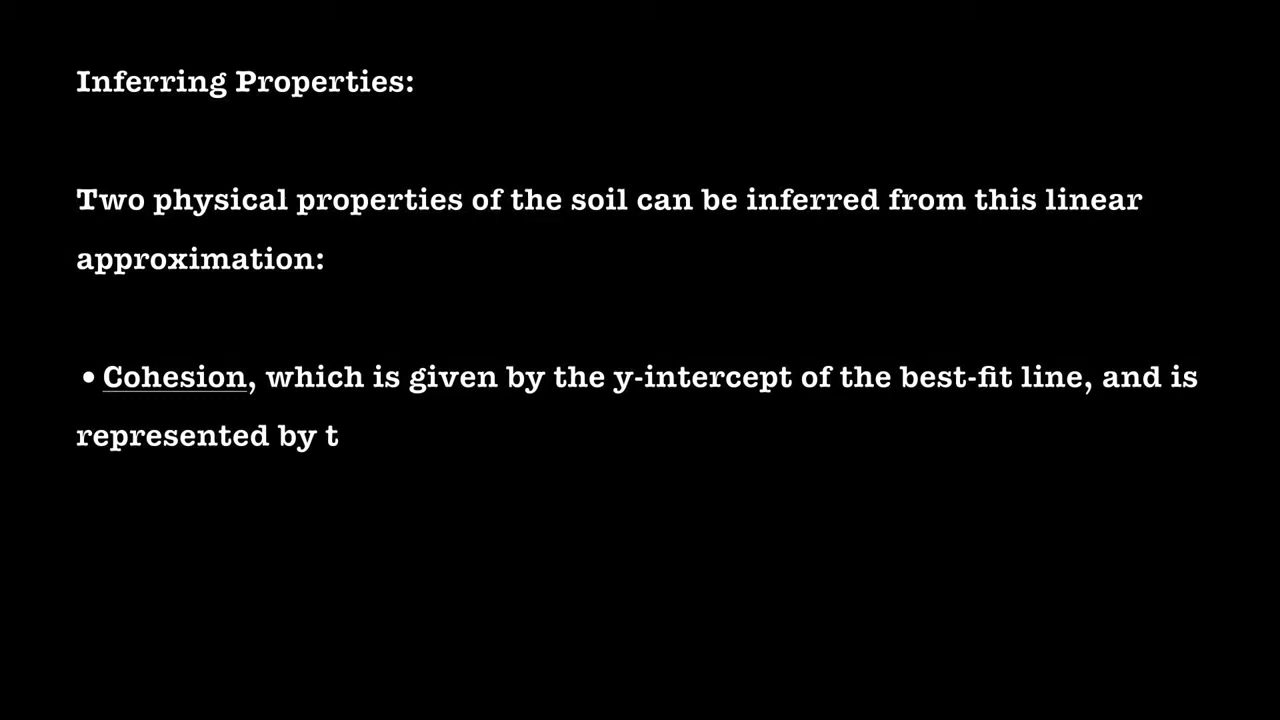 Inferring Properties:
Two physical properties of the soil can be inferred from this linear
approximation:
• Cohesion, which is given by the y-intercept of the best-fit line, and is
represented by t